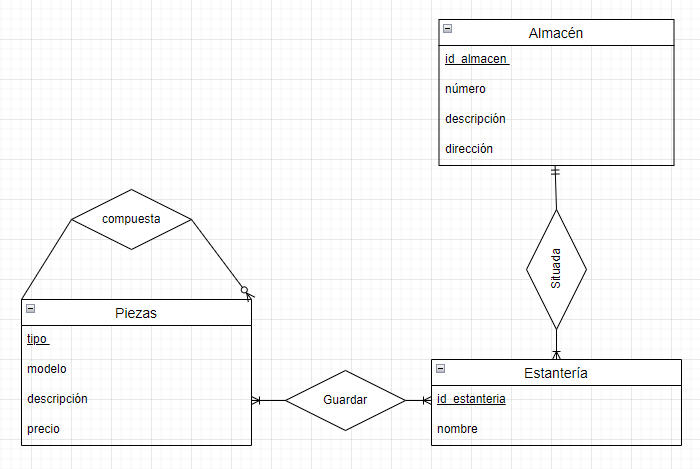 Almacén
id_almacen
número
descripción
dirección
compuesta
Situada
Piezas
tipo
modelo
descripción
precio
Guardar
Estantería
id_estanteria
nombre